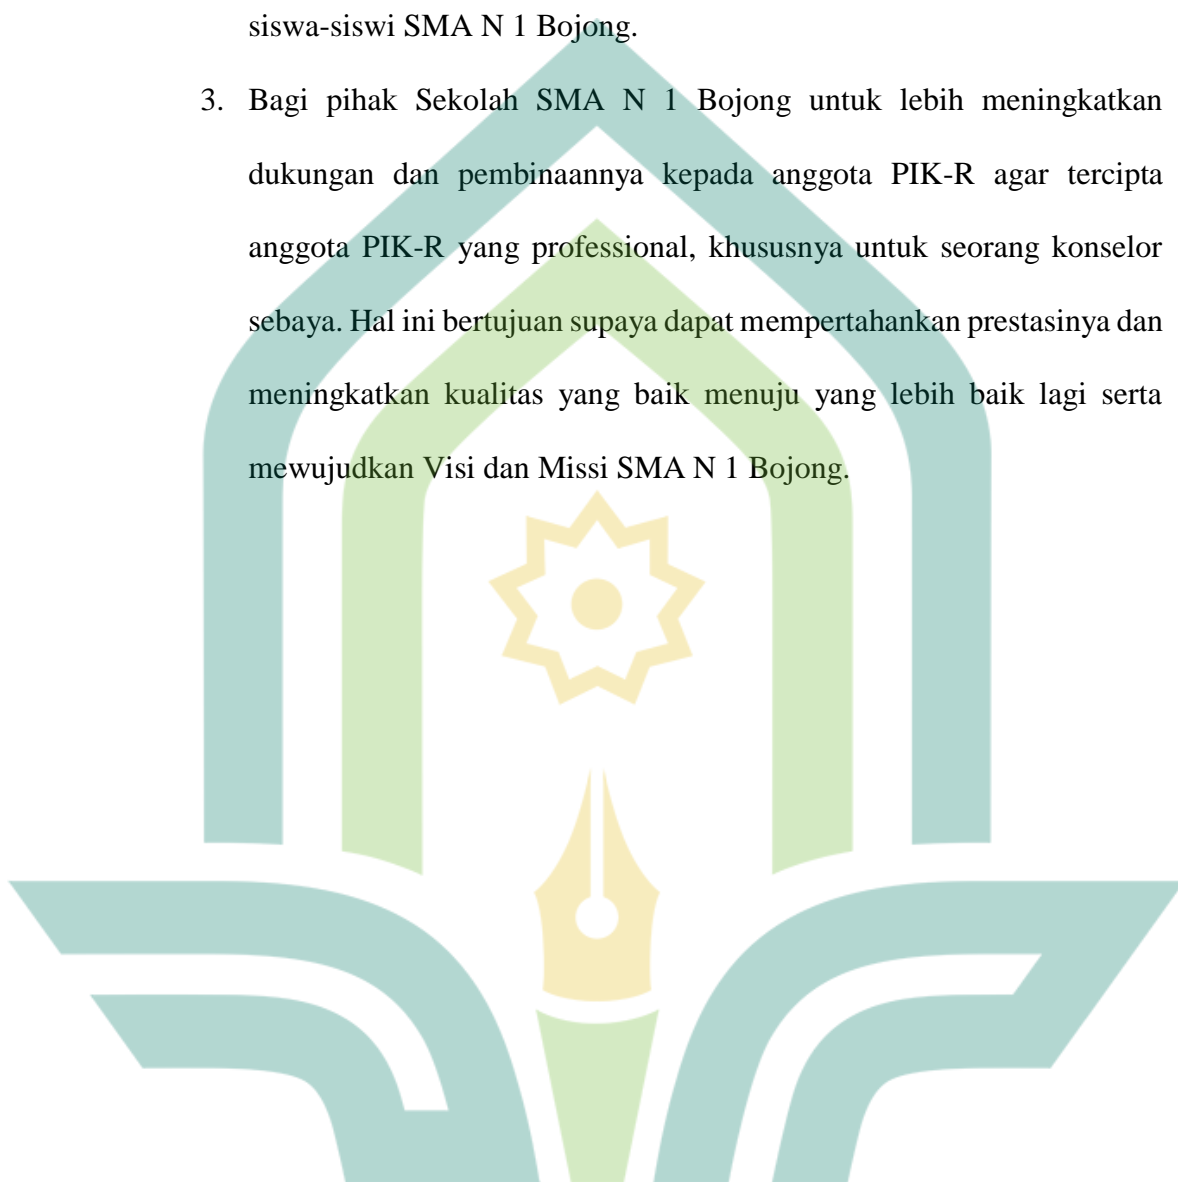 siswa-siswi SMA N 1 Bojong.
3. Bagi pihak Sekolah SMA N 1 Bojong untuk lebih meningkatkan
dukungan dan pembinaannya kepada anggota PIK-R agar tercipta
anggota PIK-R yang professional, khususnya untuk seorang konselor
sebaya. Hal ini bertujuan supaya dapat mempertahankan prestasinya dan
meningkatkan kualitas yang baik menuju yang lebih baik lagi serta
mewujudkan Visi dan Missi SMA N 1 Bojong.